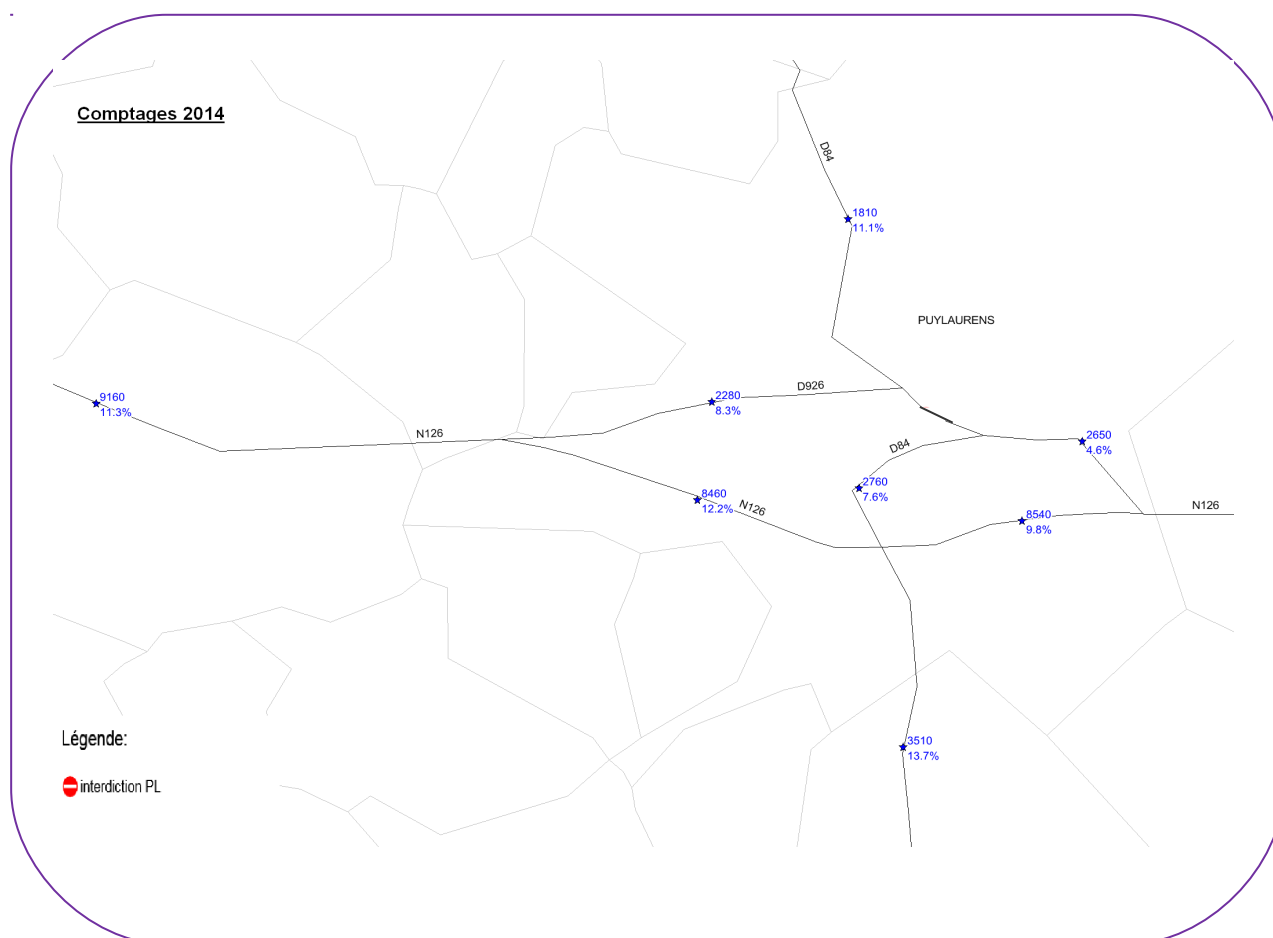 Comptages 2014
D84
1810
11.1%
PUYLAURENS
D926
2280
8.3%
9160
11.3%
N126
D84
2650
4.6%
2760
7.6%
8460
12.2%
N126
N126
8540
9.8%
3510
13.7%
Légende:
interdiction PL